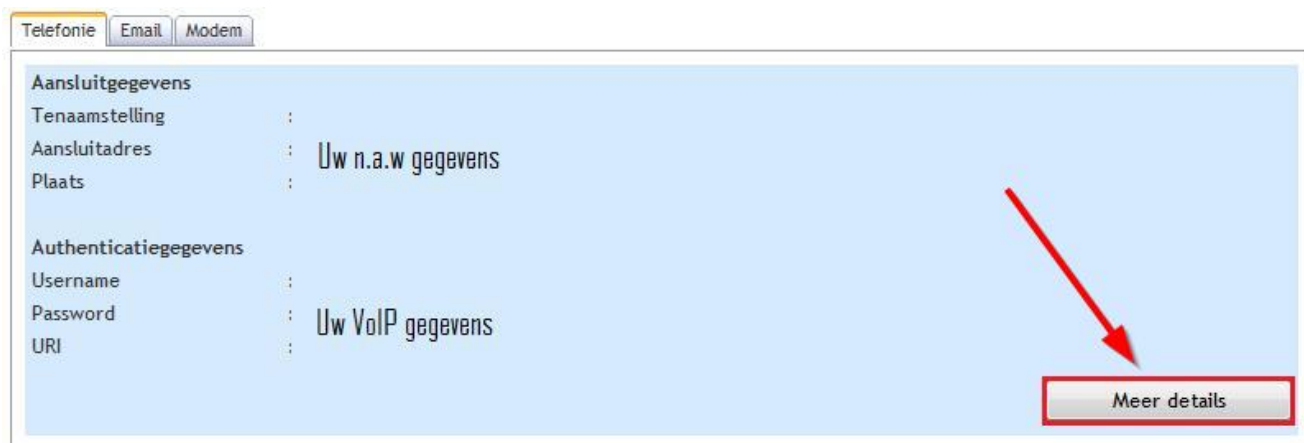 Telefonie Email Modem
Aansluitgegevens
Tenaamstelling :
Aansluitadres : Uw n.a.w gegevens
Plaats :
Authenticatiegegevens
Username :
Password : Uw VoIP gegevens
URI :
Meer details